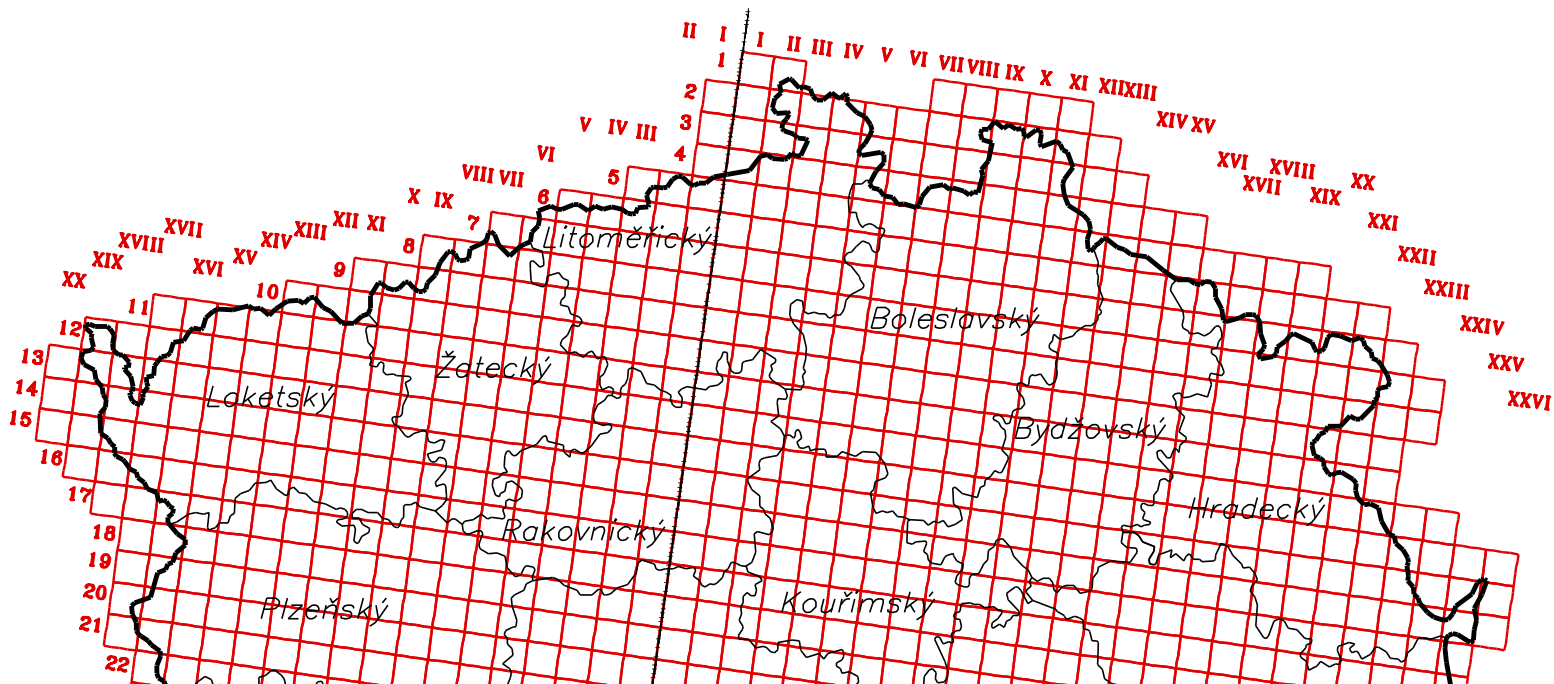 II I I II III IV V VI VII VIII IX X XI XII XIII
XIV XV
XVI XVII XVIII XIX XX
XXI
XXII
XXIII
XXIV
XXV
XXVI
V IV III
VI
VIII VII
X IX
XII XI
XIII
XIV
XV
XVI
XVII
XVIII
XIX
XX
1
2
3
4
5
6
7
8
9
10
11
12
13
14
15
16
17
18
19
20
21
22
Litoměřický
Boleslavský
Žatecký
Loketský
Bydžovský
Hradecký
Rakovnický
Kouřimský
Plzeňský